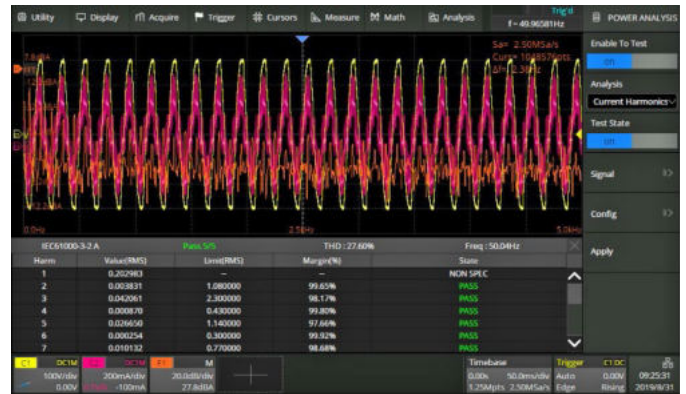 Utility Display Acquire Trigger Cursors Measure Math Analysis Trig'd f=49.96581Hz POWER ANALYSIS
Sa= 2.50MSa/s
Curr= 1048576pts
Enable To Test
on
Analysis
Current Harmonics
Test State
on
Signal
Config
Apply
0.0Hz 2.5kHz 5.0kHz
IEC61000-3-2 A Pass 5/5 THD : 27.60% Freq : 50.04Hz
Harm Value(RMS) Limit(RMS) Margin(%) State
1 0.202983 -- -- NON SPEC
2 0.003831 1.080000 99.65% PASS
3 0.042061 2.300000 98.17% PASS
4 0.000870 0.430000 99.80% PASS
5 0.026650 1.140000 97.66% PASS
6 0.000254 0.300000 99.92% PASS
7 0.010132 0.770000 98.68% PASS
C1 DC1M C2 DC1M M Timebase Trigger C1 DC
100V/div 200mA/div 20.0dB/div 0.00s 50.0ms/div Auto 0.00V 09:25:31
0.00V -100mA 27.8dBA 1.25Mpts 2.50MSa/s Edge Rising 2019/8/31